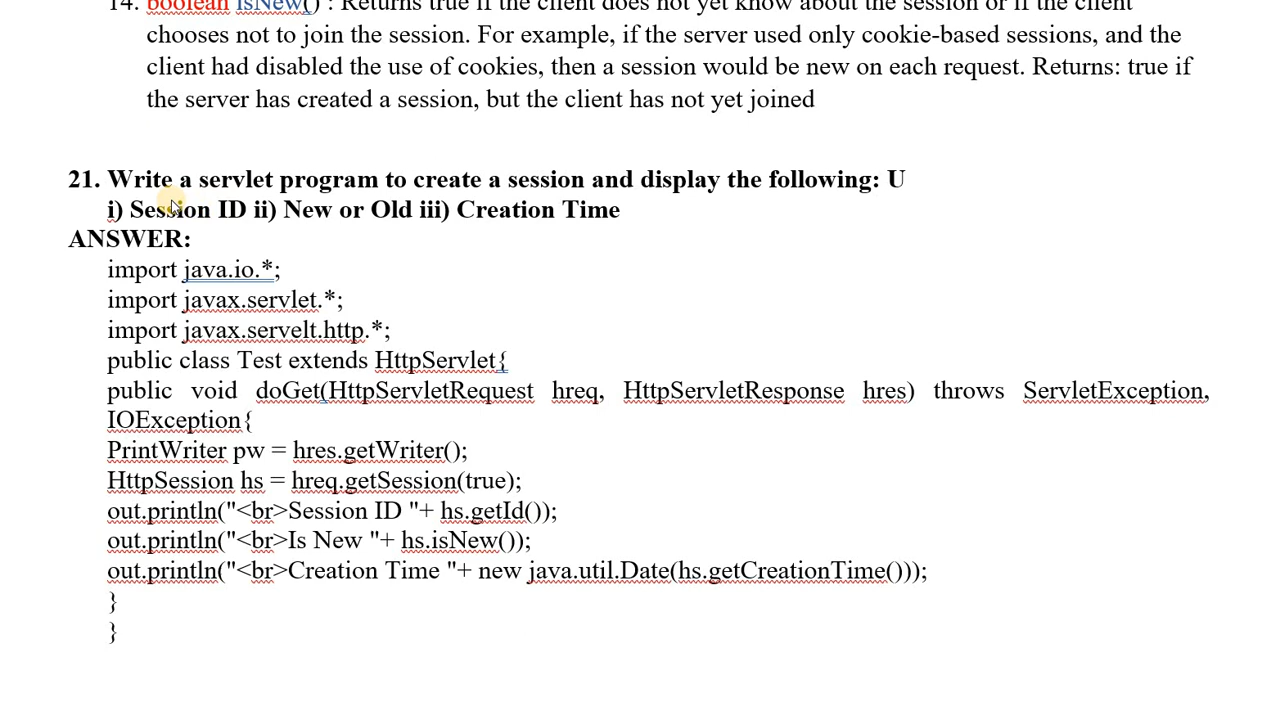 14. boolean isNew() : Returns true if the client does not yet know about the session or if the client
chooses not to join the session. For example, if the server used only cookie-based sessions, and the
client had disabled the use of cookies, then a session would be new on each request. Returns: true if
the server has created a session, but the client has not yet joined
21. Write a servlet program to create a session and display the following: U
i) Session ID ii) New or Old iii) Creation Time
ANSWER:
import java.io.*;
import javax.servlet.*;
import javax.servelt.http.*;
public class Test extends HttpServlet{
public void doGet(HttpServletRequest hreq, HttpServletResponse hres) throws ServletException,
IOException{
PrintWriter pw = hres.getWriter();
HttpSession hs = hreq.getSession(true);
out.println("<br>Session ID "+ hs.getId());
out.println("<br>Is New "+ hs.isNew());
out.println("<br>Creation Time "+ new java.util.Date(hs.getCreationTime()));
}
}